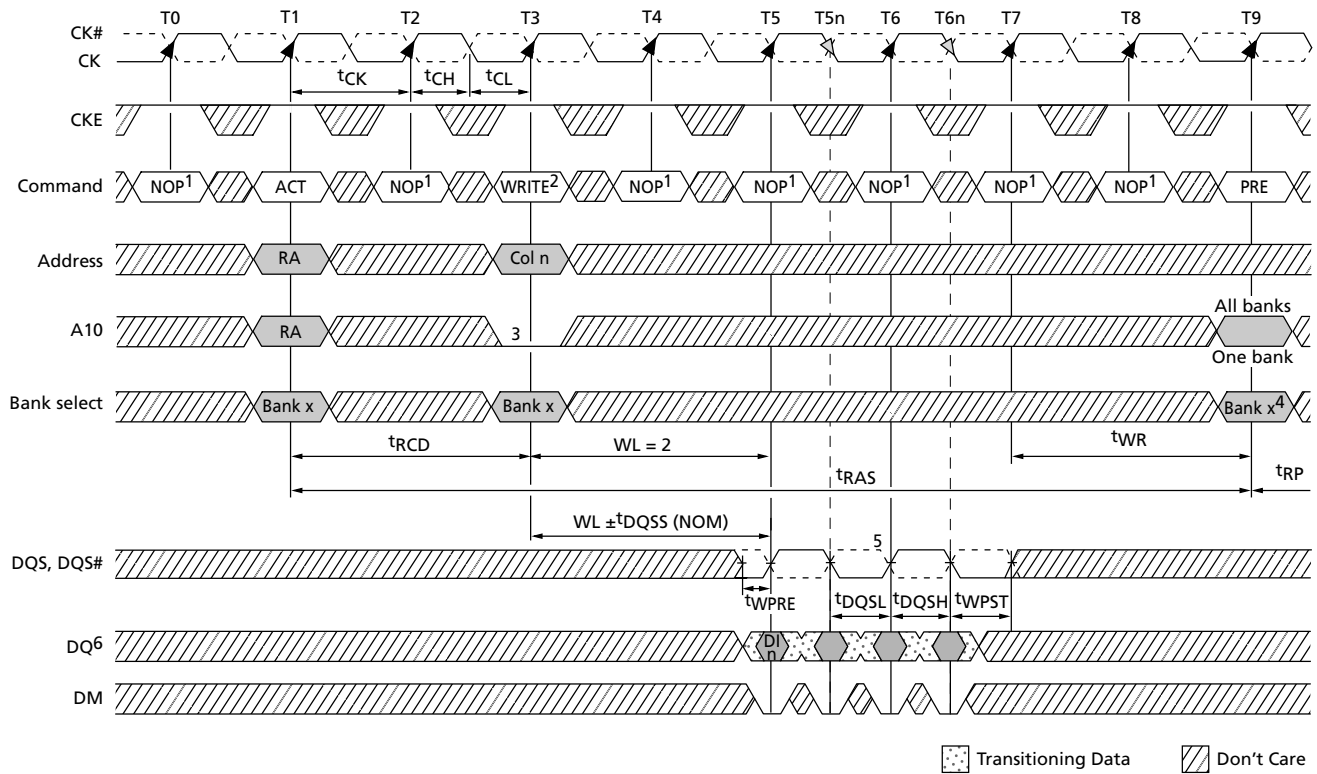 T0 T1 T2 T3 T4 T5 T5n T6 T6n T7 T8 T9
CK#
CK
tCK tCH tCL
CKE
Command NOP1 ACT NOP1 WRITE2 NOP1 NOP1 NOP1 NOP1 NOP1 PRE
Address RA Col n
All banks
A10 RA 3
One bank
Bank select Bank x Bank x Bank x4
tRCD WL = 2 tWR
tRAS tRP
WL ±tDQSS (NOM)
5
DQS, DQS#
tWPRE tDQSL tDQSH tWPST
DQ6 DI
n
DM
Transitioning Data Don't Care